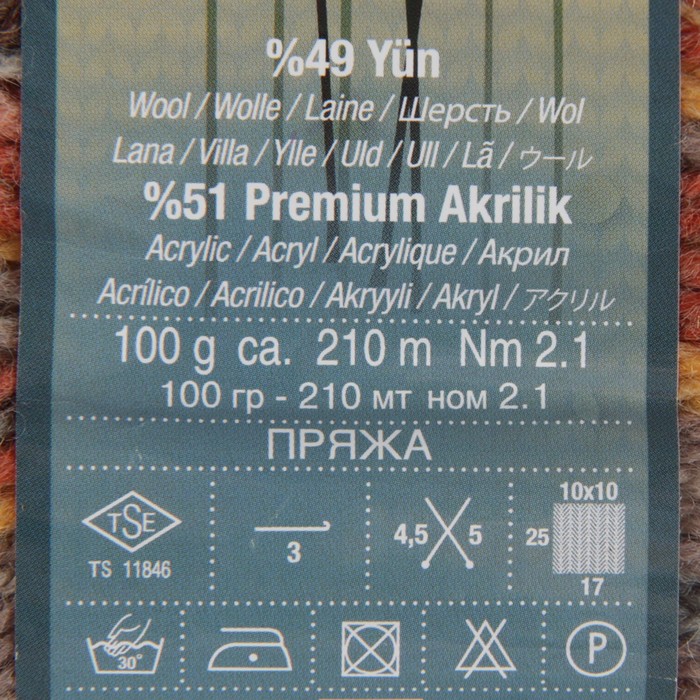 %49 Yün
Wool / Wolle / Laine / Шерсть / Wol
Lana / Villa / Ylle / Uld / Ull / Lã / ウール
%51 Premium Akrilik
Acrylic / Acryl / Acrylique / Акрил
Acrílico / Acrilico / Akryyli / Akryl / アクリル
100 g ca. 210 m Nm 2.1
100 гр - 210 мт ном 2.1
ПРЯЖА
TSE
TS 11846
3
4,5 5
10x10
25
17
30°
P